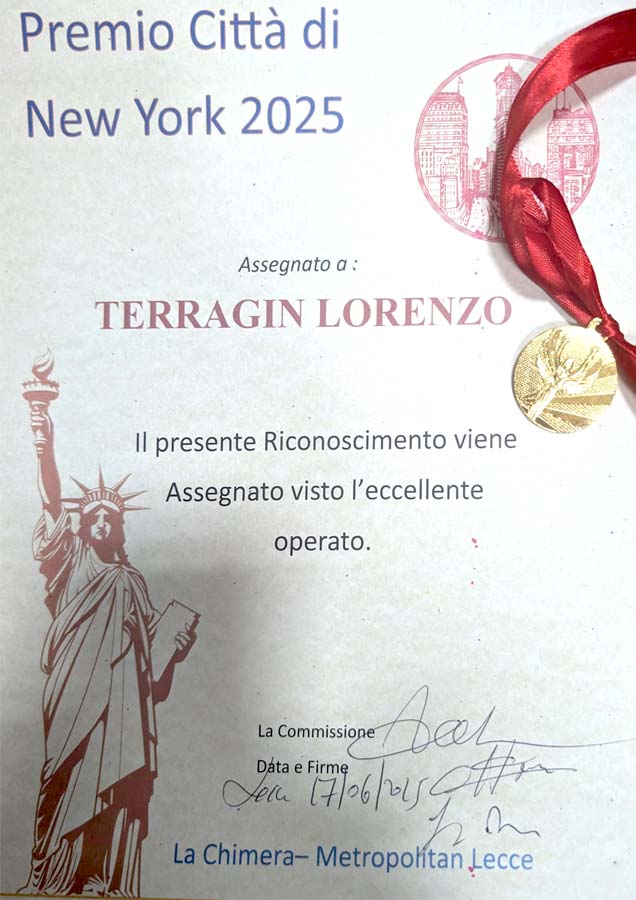 Premio Città di
New York 2025
Assegnato a :
TERRAGIN LORENZO
Il presente Riconoscimento viene
Assegnato visto l'eccellente
operato.
La Commissione
Data e Firme
Lecce 17/06/2025
La Chimera– Metropolitan Lecce